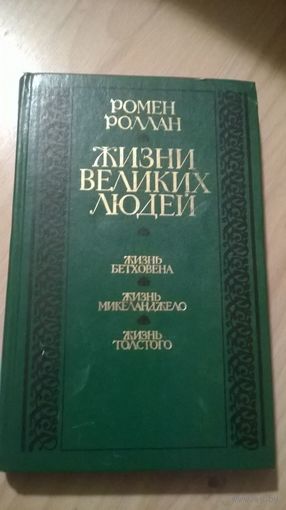 РОМЕН
РОЛЛАН
ЖИЗНИ
ВЕЛИКИХ
ЛЮДЕЙ
ЖИЗНЬ
БЕТХОВЕНА
ЖИЗНЬ
МИКЕЛАНДЖЕЛО
ЖИЗНЬ
ТОЛСТОГО